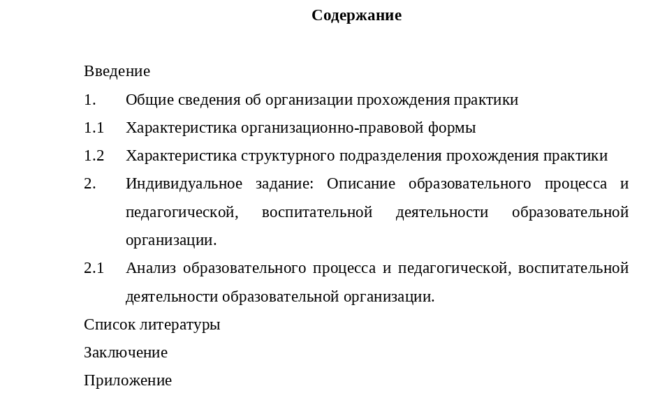 Содержание
Введение
1. Общие сведения об организации прохождения практики
1.1 Характеристика организационно-правовой формы
1.2 Характеристика структурного подразделения прохождения практики
2. Индивидуальное задание: Описание образовательного процесса и
педагогической, воспитательной деятельности образовательной
организации.
2.1 Анализ образовательного процесса и педагогической, воспитательной
деятельности образовательной организации.
Список литературы
Заключение
Приложение